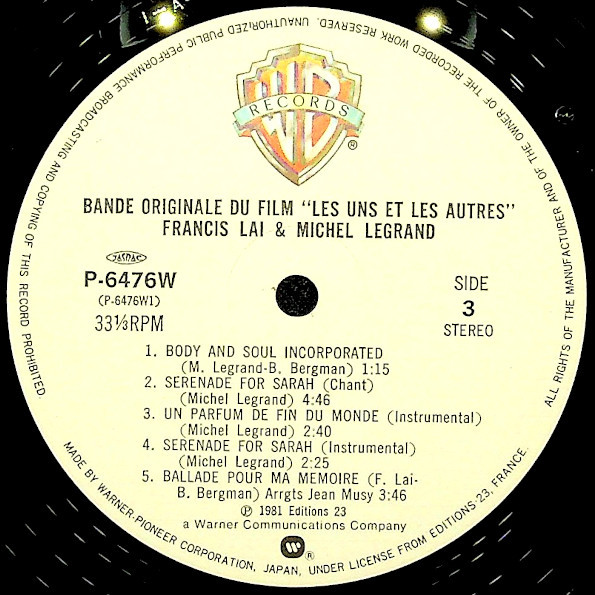 ALL RIGHTS OF THE MANUFACTURER AND OF THE OWNER OF THE RECORDED WORK RESERVED. UNAUTHORIZED PUBLIC PERFORMANCE BROADCASTING AND COPYING OF THIS RECORD PROHIBITED.
WB
RECORDS
®
BANDE ORIGINALE DU FILM "LES UNS ET LES AUTRES"
FRANCIS LAI & MICHEL LEGRAND
JASRAC
P-6476W
(P-6476W1)
33⅓RPM
SIDE
3
STEREO
1. BODY AND SOUL INCORPORATED
(M. Legrand-B. Bergman) 1:15
2. SERENADE FOR SARAH (Chant)
(Michel Legrand) 4:46
3. UN PARFUM DE FIN DU MONDE (Instrumental)
(Michel Legrand) 2:40
4. SERENADE FOR SARAH (Instrumental)
(Michel Legrand) 2:25
5. BALLADE POUR MA MEMOIRE (F. Lai-
B. Bergman) Arrgts Jean Musy 3:46
℗ 1981 Editions 23
a Warner Communications Company
®
MADE BY WARNER-PIONEER CORPORATION, JAPAN, UNDER LICENSE FROM EDITIONS 23, FRANCE